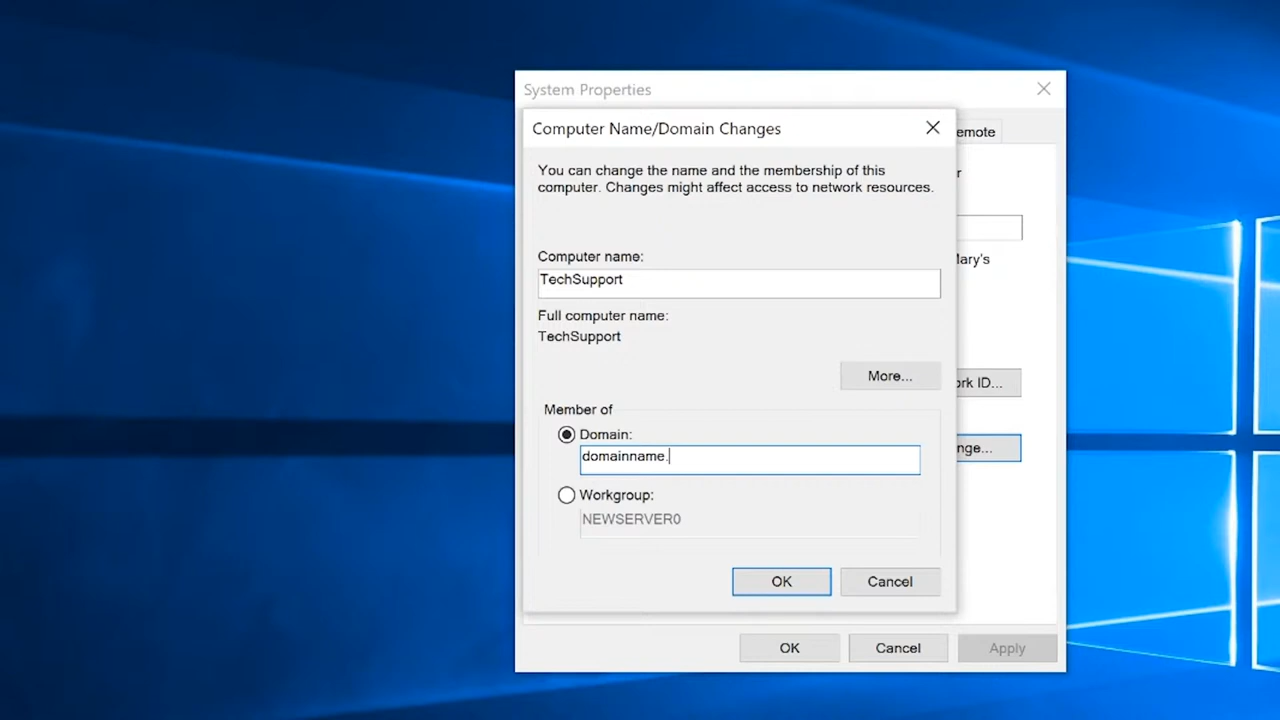 System Properties
Computer Name/Domain Changes
emote
You can change the name and the membership of this
computer. Changes might affect access to network resources.
r
Computer name:
TechSupport
Mary's
Full computer name:
TechSupport
More...
ork ID...
Member of
Domain:
domainname.
nge...
Workgroup:
NEWSERVER0
OK
Cancel
OK
Cancel
Apply